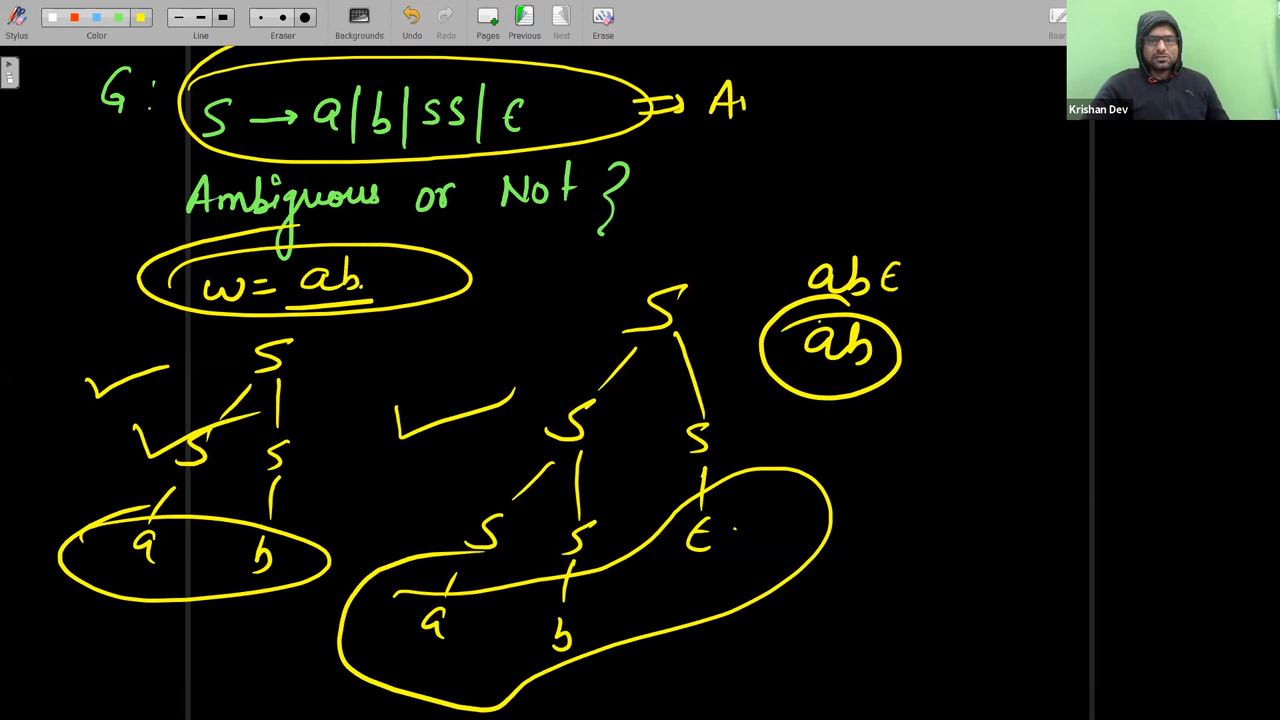 Stylus
Color
Line
Eraser
Backgrounds
Undo
Redo
Pages
Previous
Next
Erase
Boar
Krishan Dev
G: S → a|b|SS|ε ⇒ A
Ambiguous or Not ?
w = ab.
abε
ab
S
S
S S
S S
S S ε
a b
a b